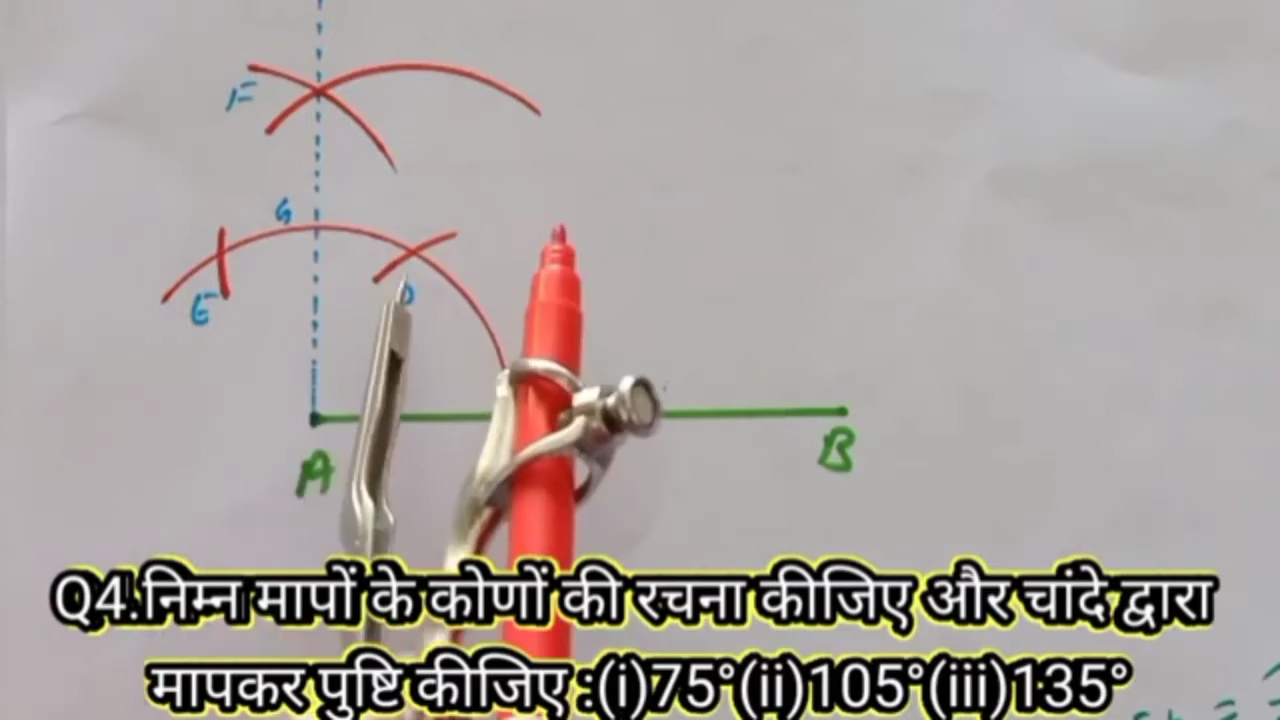 F
G
E
D
A
B
Q4.निम्न मापों के कोणों की रचना कीजिए और चांदे द्वारा
मापकर पुष्टि कीजिए :(i)75°(ii)105°(iii)135°